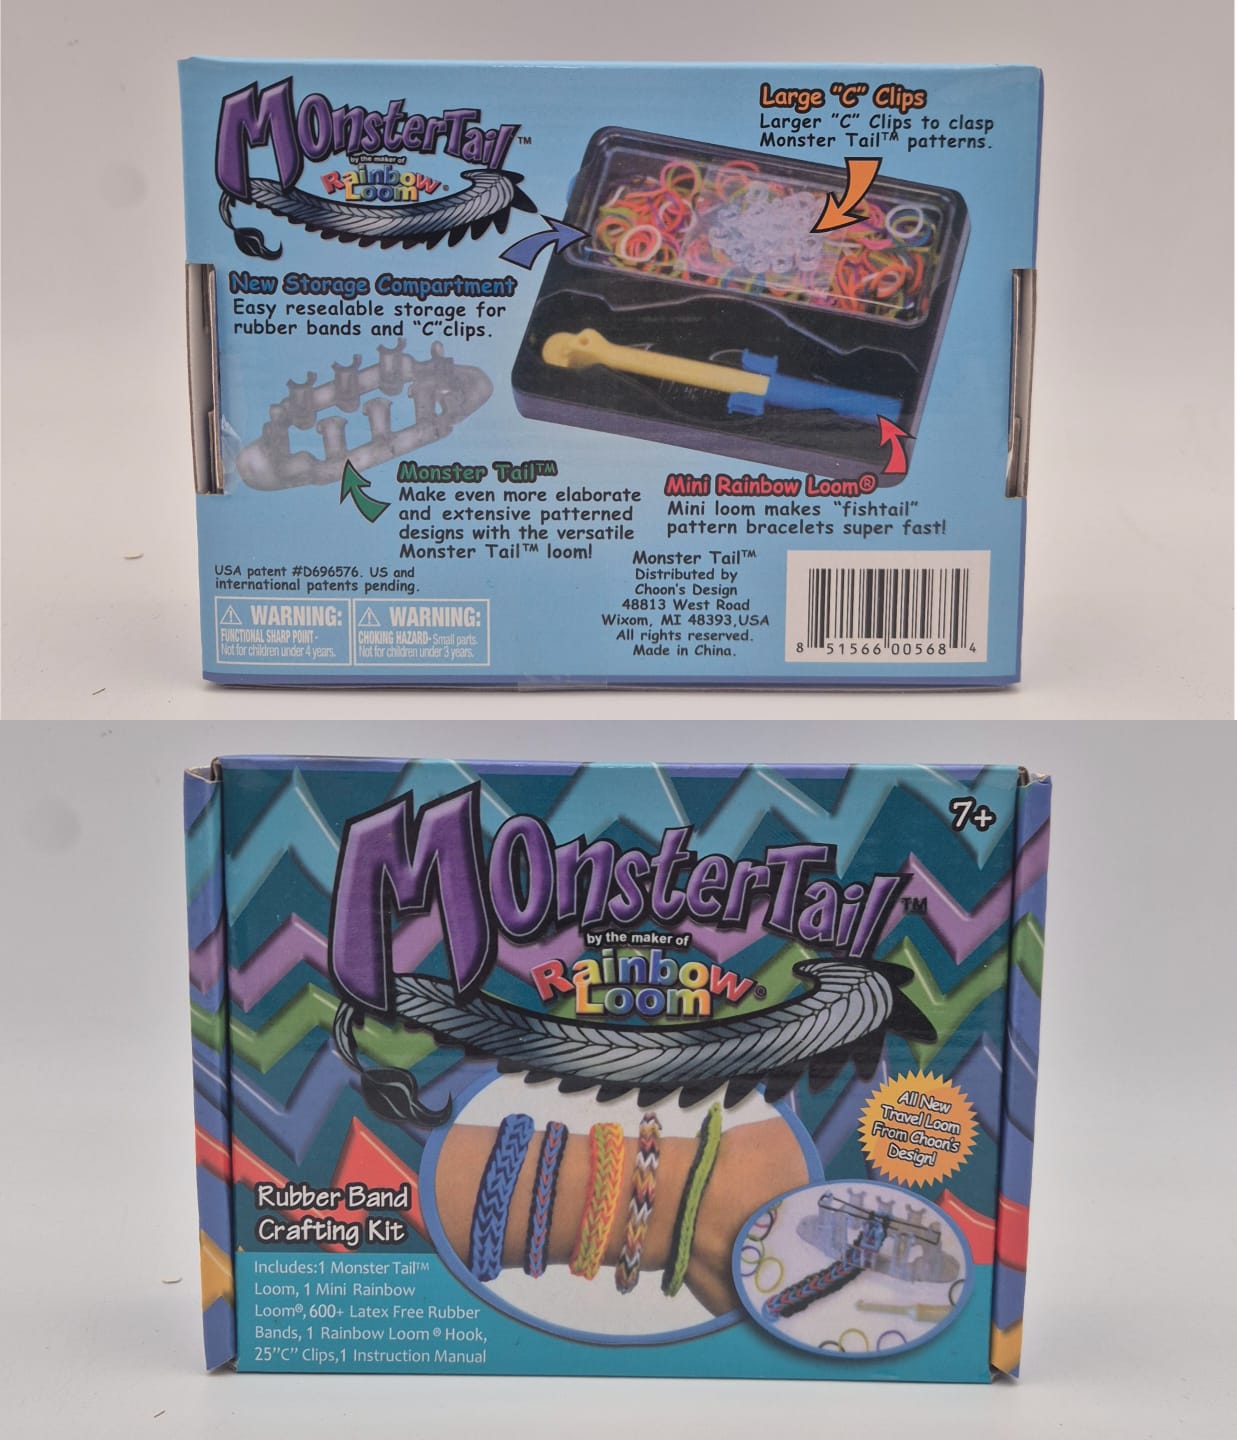 MonsterTail™
by the maker of
Rainbow
Loom®
Large "C" Clips
Larger "C" Clips to clasp
Monster Tail™ patterns.
New Storage Compartment
Easy resealable storage for
rubber bands and "C"clips.
Monster Tail™
Make even more elaborate
and extensive patterned
designs with the versatile
Monster Tail™ loom!
Mini Rainbow Loom®
Mini loom makes "fishtail"
pattern bracelets super fast!
USA patent #D696576. US and
international patents pending.
WARNING:
FUNCTIONAL SHARP POINT-
Not for children under 4 years.
WARNING:
CHOKING HAZARD-Small parts.
Not for children under 3 years.
Monster Tail™
Distributed by
Choon's Design
48813 West Road
Wixom, MI 48393,USA
All rights reserved.
Made in China.
8 51566 00568 4
7+
MonsterTail™
by the maker of
Rainbow
Loom®
All New
Travel Loom
From Choon's
Design!
Rubber Band
Crafting Kit
Includes:1 Monster Tail™
Loom, 1 Mini Rainbow
Loom®, 600+ Latex Free Rubber
Bands, 1 Rainbow Loom ® Hook,
25"C" Clips,1 Instruction Manual